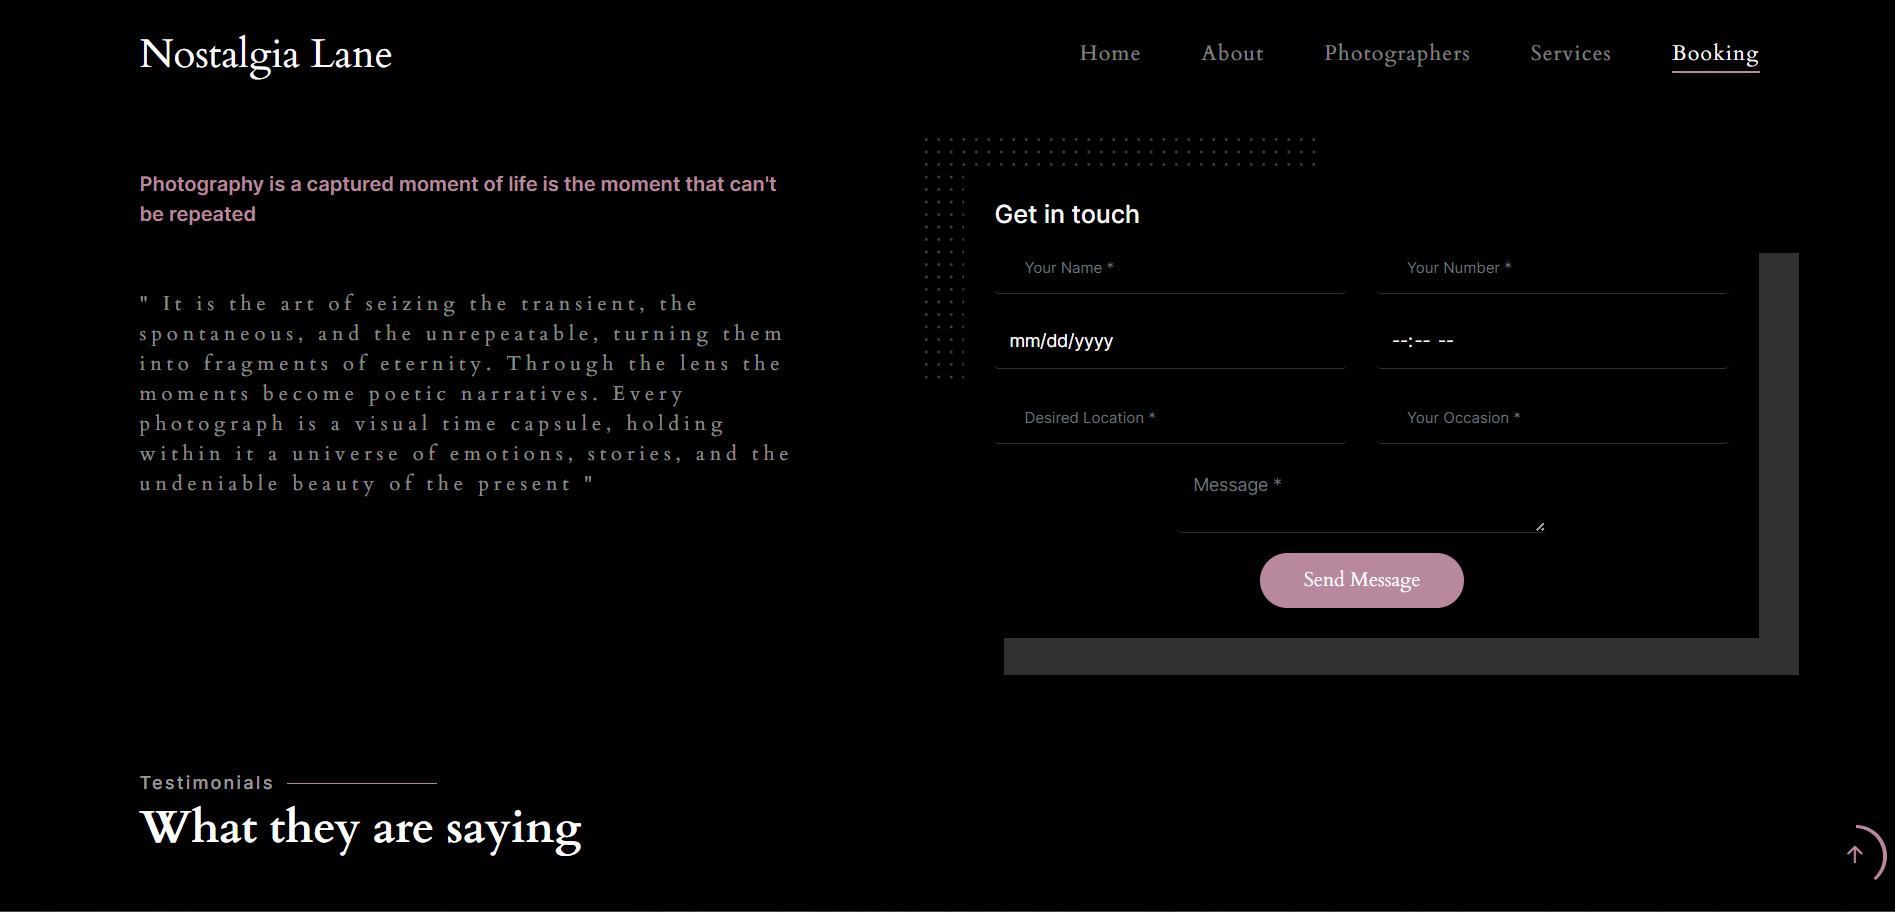 Nostalgia Lane
Home About Photographers Services Booking
Photography is a captured moment of life is the moment that can't
be repeated
" It is the art of seizing the transient, the
spontaneous, and the unrepeatable, turning them
into fragments of eternity. Through the lens the
moments become poetic narratives. Every
photograph is a visual time capsule, holding
within it a universe of emotions, stories, and the
undeniable beauty of the present "
Get in touch
Your Name * Your Number *
mm/dd/yyyy --:-- --
Desired Location * Your Occasion *
Message *
Send Message
Testimonials
What they are saying